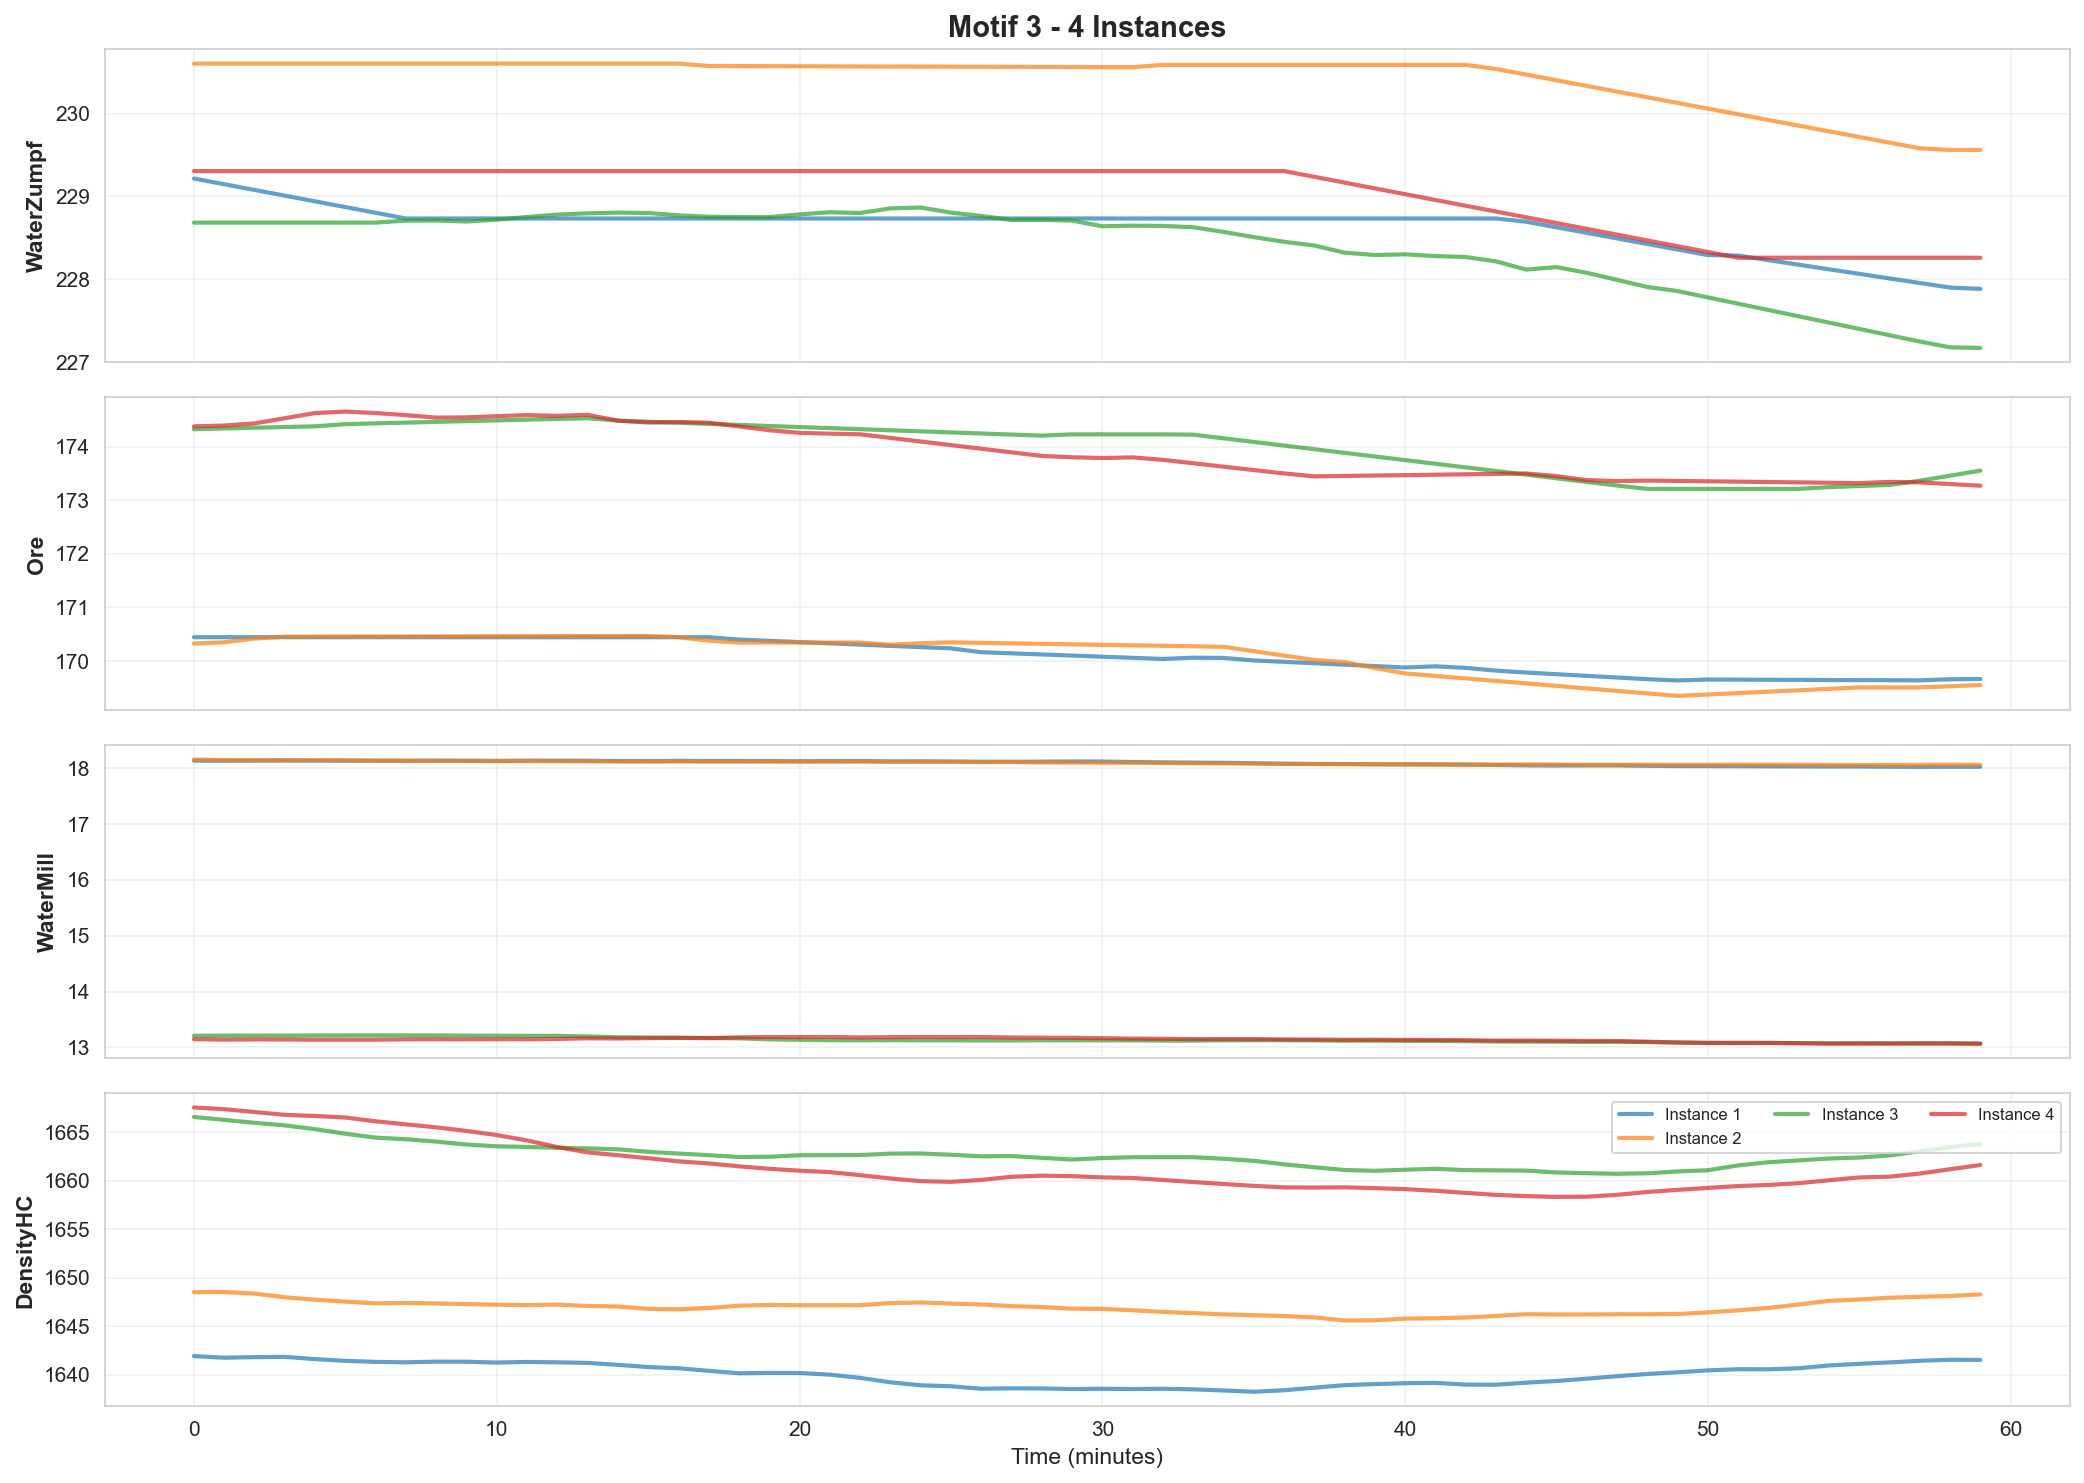 Motif 3 - 4 Instances
WaterZumpf
230
229
228
227
Ore
174
173
172
171
170
WaterMill
18
17
16
15
14
13
DensityHC
1665
1660
1655
1650
1645
1640
Instance 1
Instance 3
Instance 4
Instance 2
0 10 20 30 40 50 60
Time (minutes)